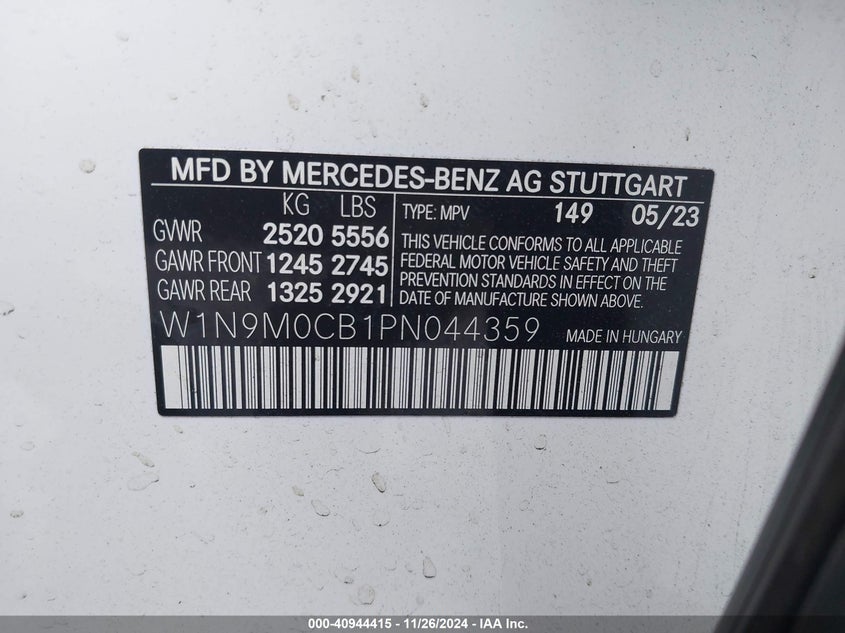 MFD BY MERCEDES-BENZ AG STUTTGART
KG LBS
GVWR 2520 5556
GAWR FRONT 1245 2745
GAWR REAR 1325 2921
TYPE: MPV 149 05/23
THIS VEHICLE CONFORMS TO ALL APPLICABLE
FEDERAL MOTOR VEHICLE SAFETY AND THEFT
PREVENTION STANDARDS IN EFFECT ON THE
DATE OF MANUFACTURE SHOWN ABOVE.
W1N9M0CB1PN044359 MADE IN HUNGARY
000-40944415 - 11/26/2024 - IAA Inc.